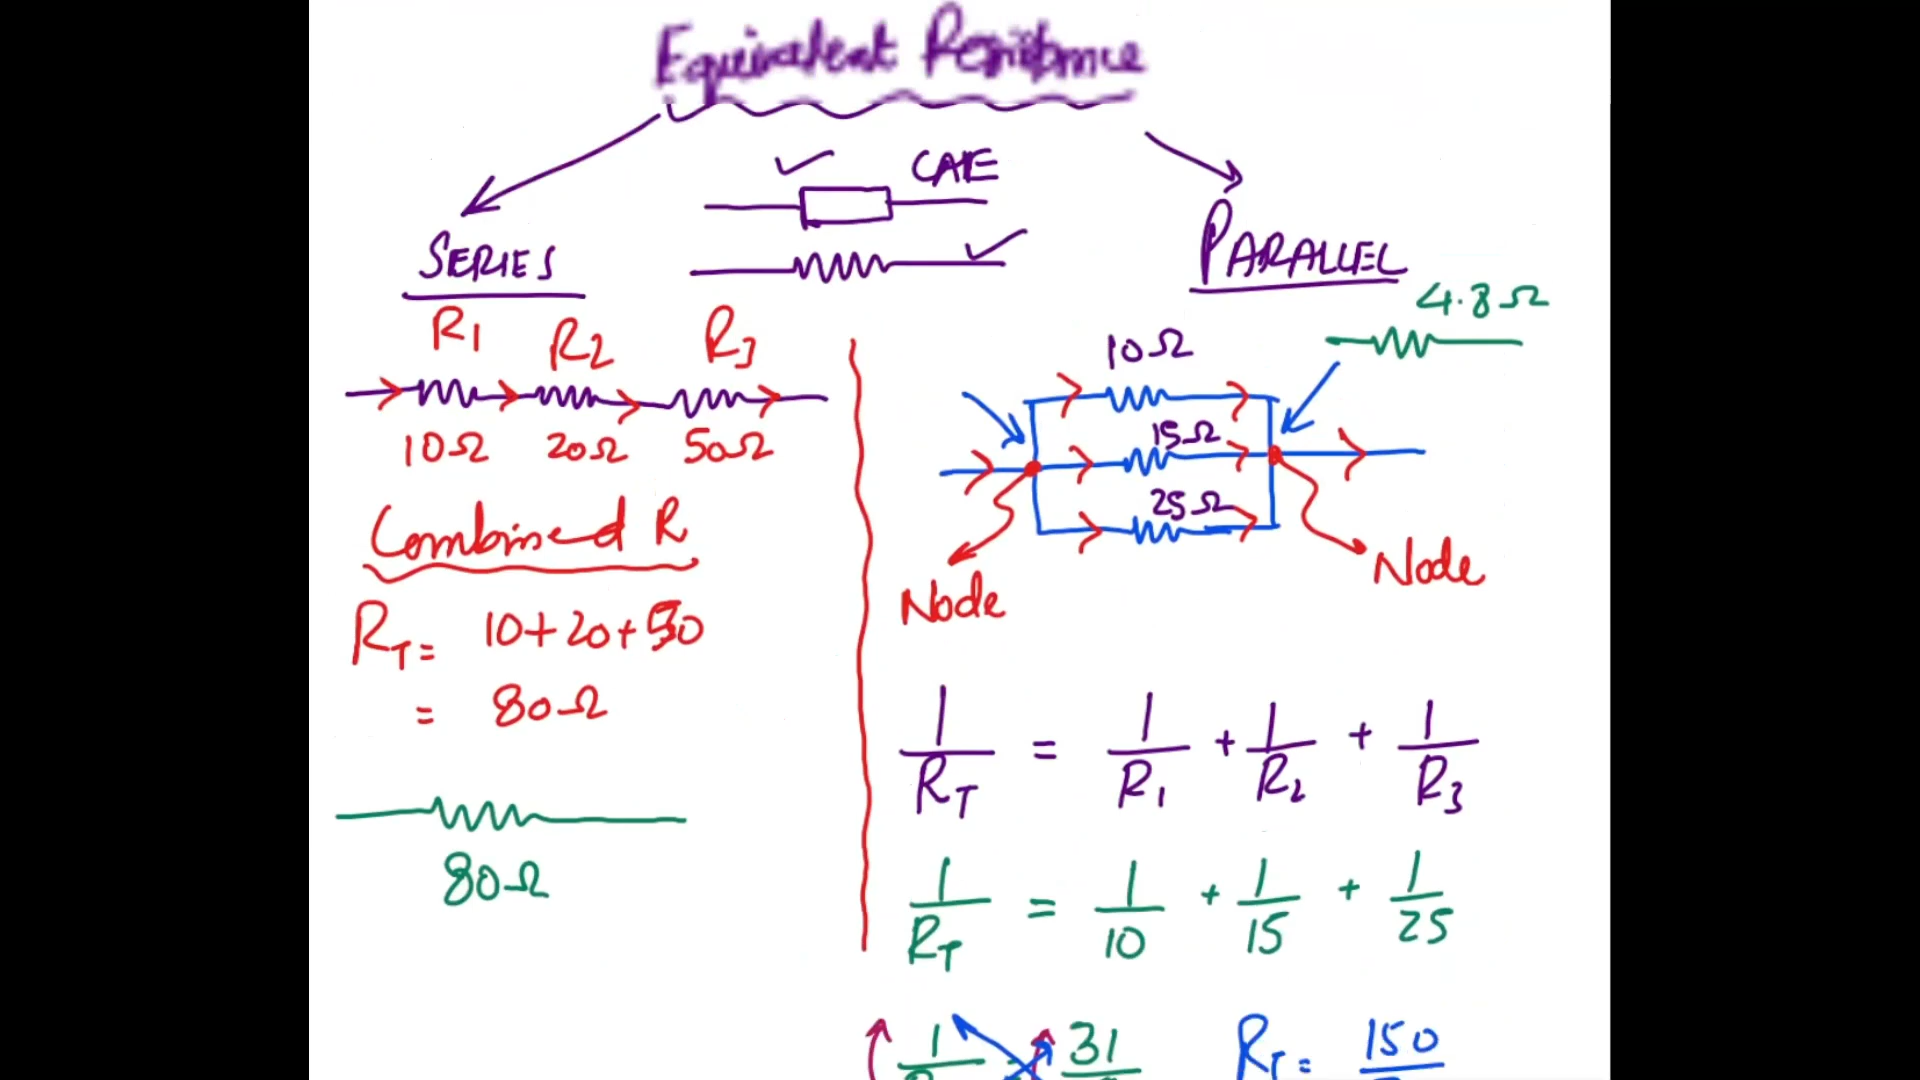 Equivalent Resistance
CAIE
SERIES
PARALLEL
R1 R2 R3
10Ω 20Ω 50Ω
Combined R
RT = 10+20+50
= 80Ω
80Ω
4.8Ω
10Ω
15Ω
25Ω
Node
Node
1/RT = 1/R1 + 1/R2 + 1/R3
1/RT = 1/10 + 1/15 + 1/25
1 31
RT = 150